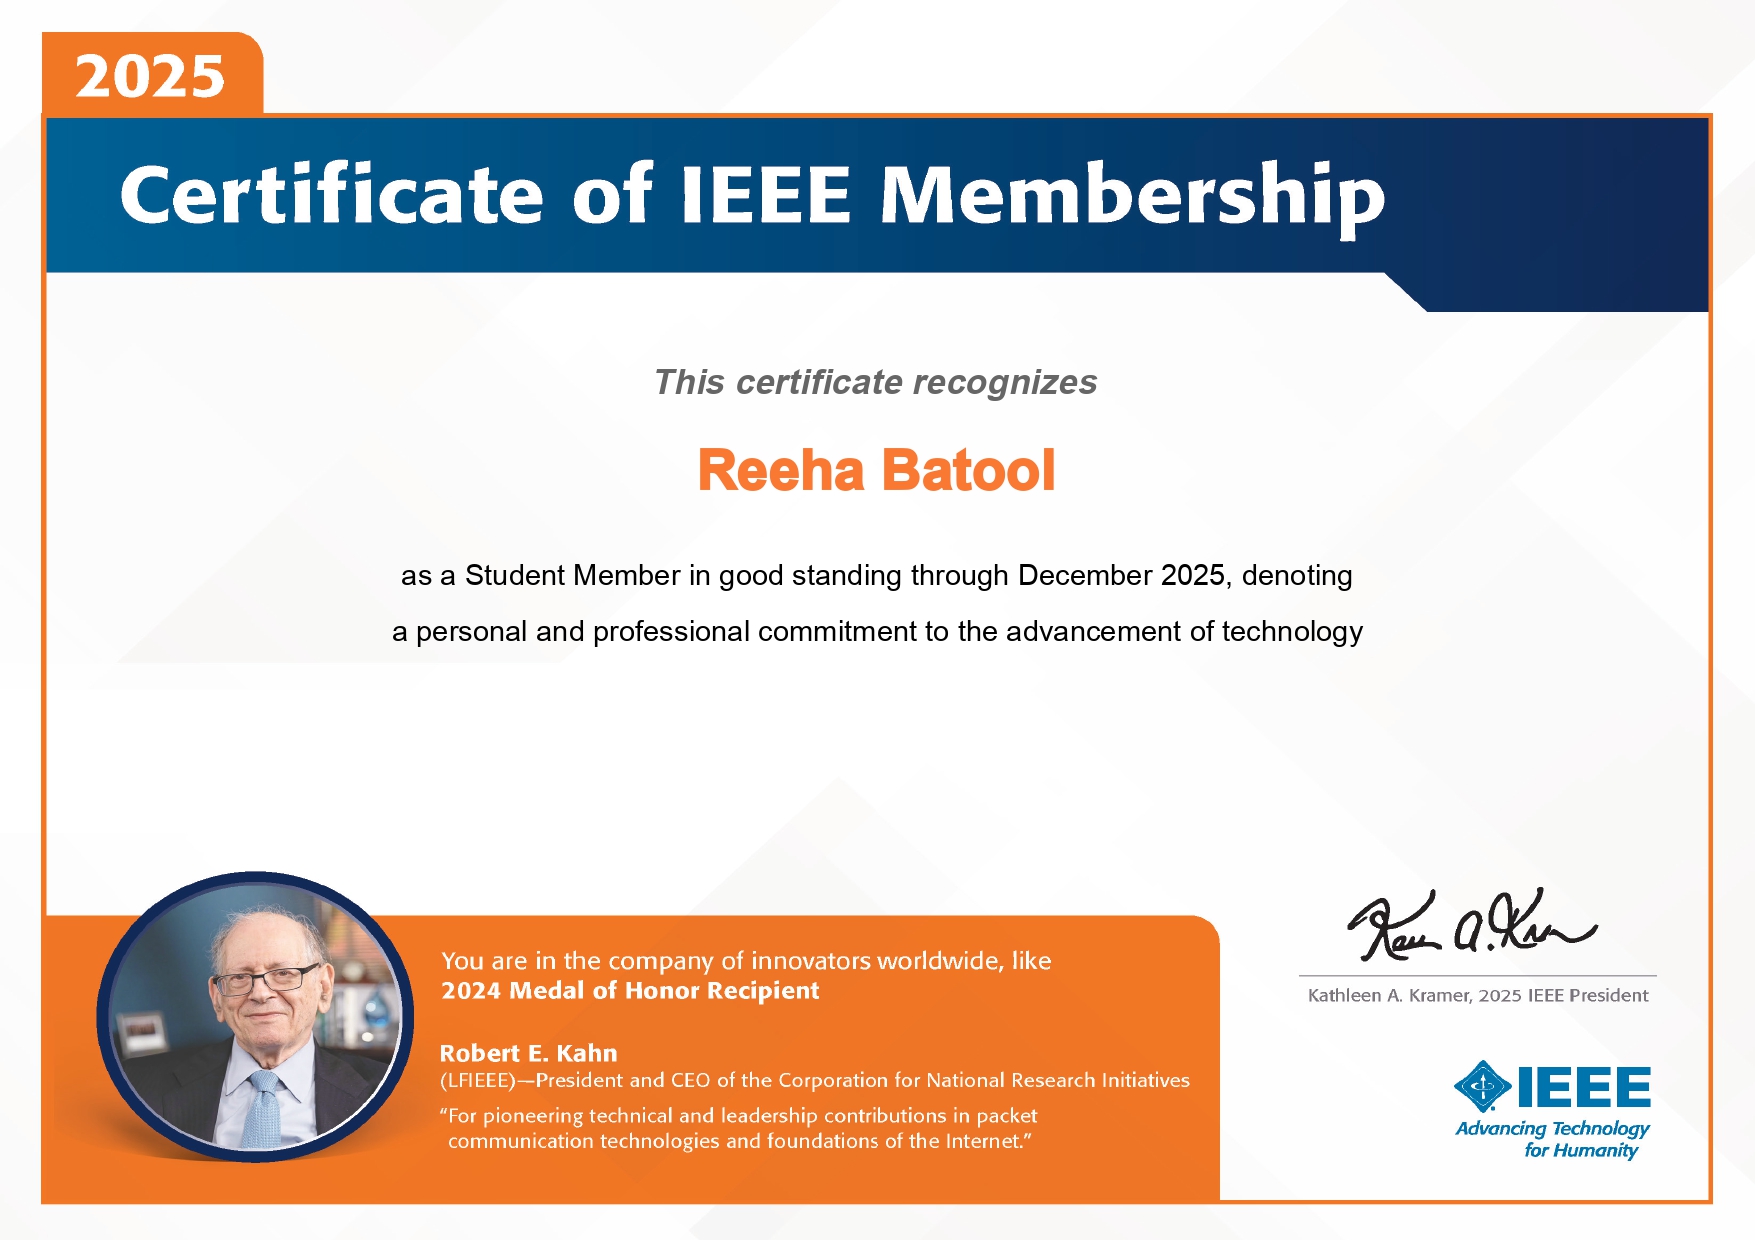 2025
Certificate of IEEE Membership
This certificate recognizes
Reeha Batool
as a Student Member in good standing through December 2025, denoting
a personal and professional commitment to the advancement of technology
You are in the company of innovators worldwide, like
2024 Medal of Honor Recipient
Robert E. Kahn
(LFIEEE)—President and CEO of the Corporation for National Research Initiatives
“For pioneering technical and leadership contributions in packet
communication technologies and foundations of the Internet.”
Kathleen A. Kramer, 2025 IEEE President
IEEE
Advancing Technology
for Humanity